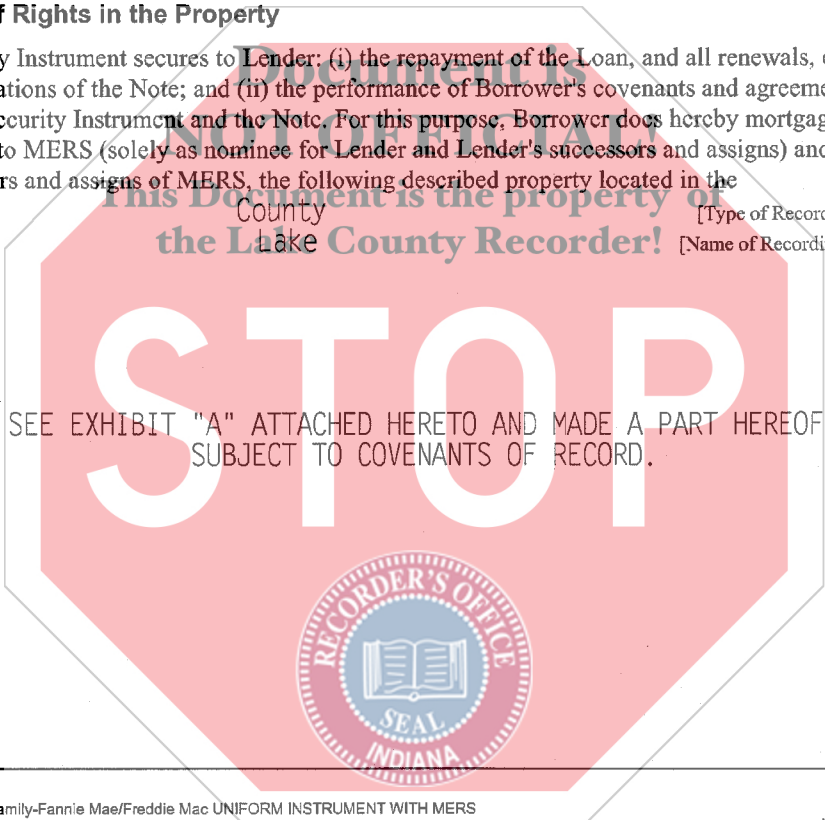 f Rights in the Property
y Instrument secures to Lender: (i) the repayment of the Loan, and all renewals,
ations of the Note; and (ii) the performance of Borrower's covenants and agreeme
ecurity Instrument and the Note. For this purpose, Borrower does hereby mortgag
to MERS (solely as nominee for Lender and Lender's successors and assigns) and
rs and assigns of MERS, the following described property located in the
County [Type of Record
Lake [Name of Recordi
Document is
NOT OFFICIAL!
This Document is the property of
the Lake County Recorder!
STOP
SEE EXHIBIT "A" ATTACHED HERETO AND MADE A PART HEREOF
SUBJECT TO COVENANTS OF RECORD.
RECORDER'S OFFICE
SEAL
INDIANA
amily-Fannie Mae/Freddie Mac UNIFORM INSTRUMENT WITH MERS